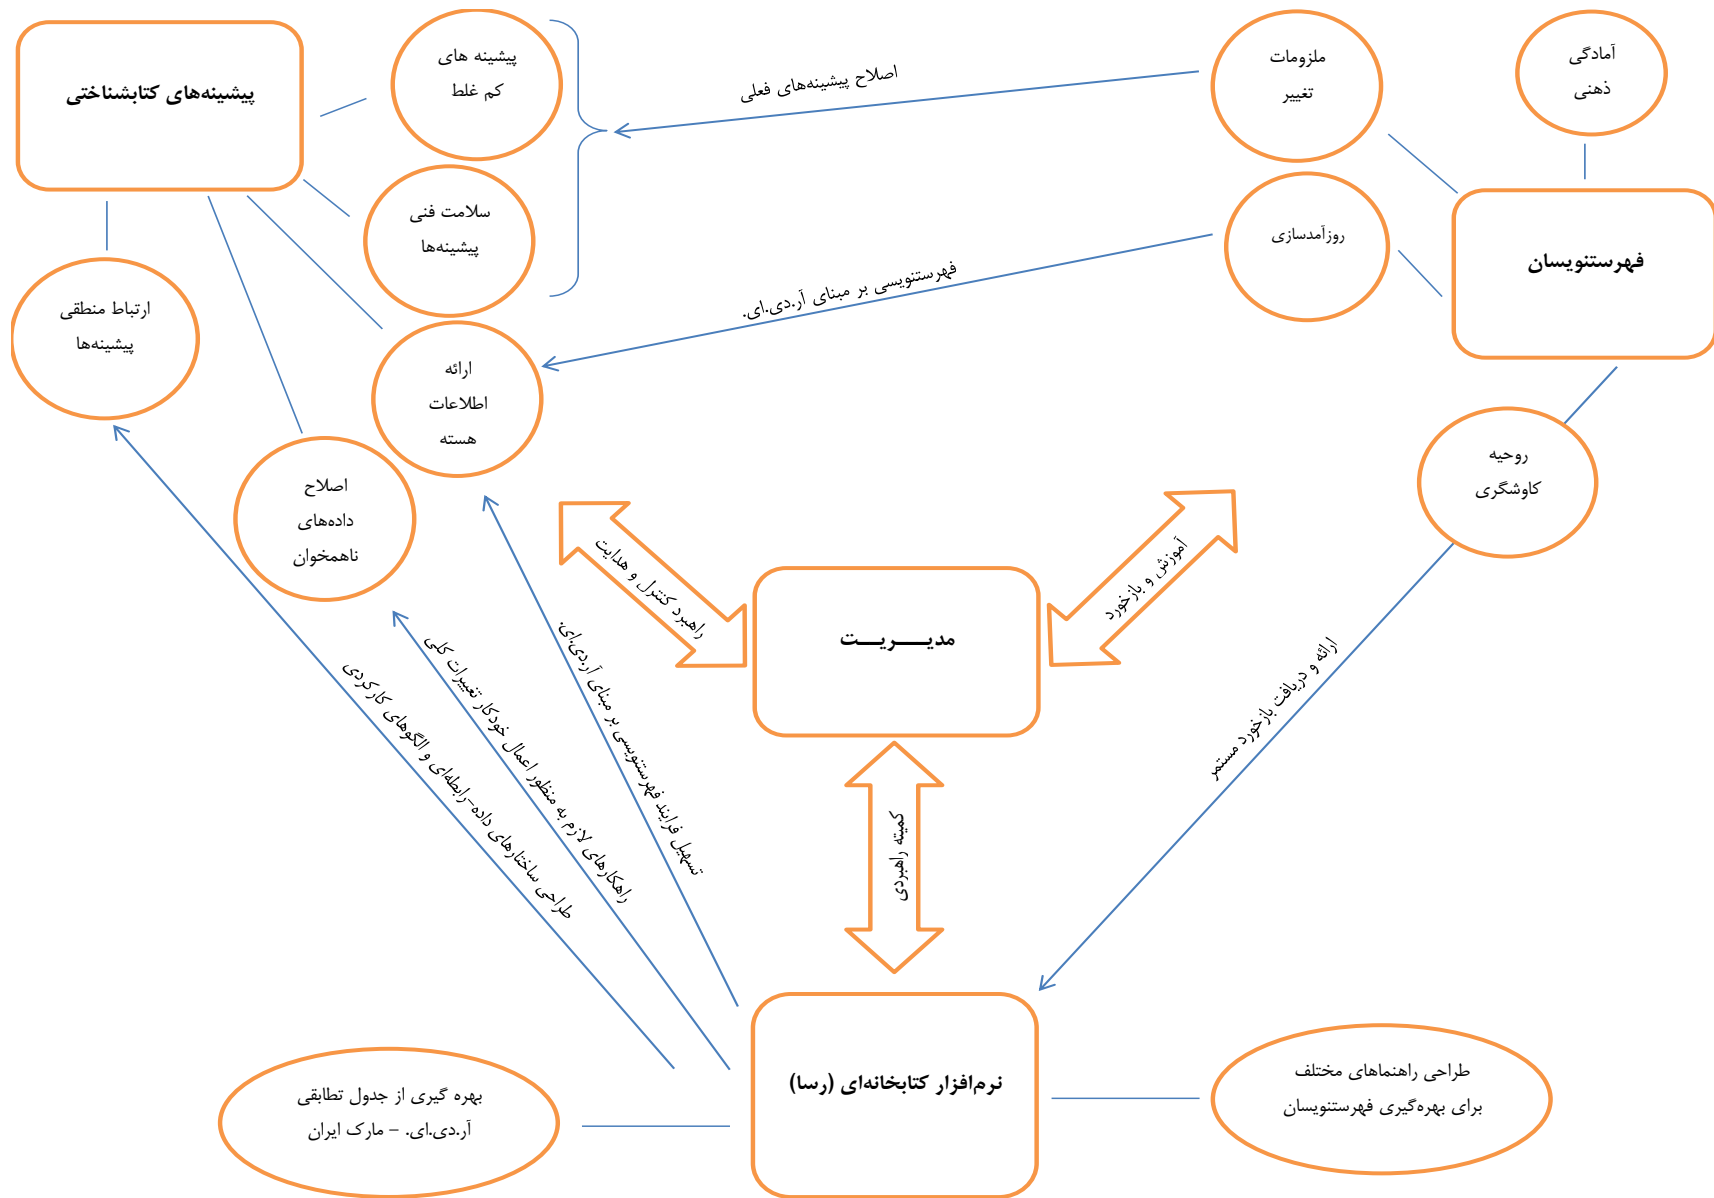 آمادگی
ذهنی
ملزومات
تغییر
فهرستنویسان
روزآمدسازی
روحیه
کاوشگری
اصلاح پیشینه‌های فعلی
فهرستنویسی بر مبنای آر.دی.ای.
پیشینه های
کم غلط
سلامت فنی
پیشینه‌ها
پیشینه‌های کتابشناختی
ارائه
اطلاعات
هسته
ارتباط منطقی
پیشینه‌ها
اصلاح
داده‌های
ناهمخوان
آموزش و بازخورد
راهبرد کنترل و هدایت
مدیـــــریـــت
ارائه و دریافت بازخورد مستمر
کمیته راهبردی
تسهیل فرایند فهرستنویسی بر مبنای آر.دی.ای.
راهکارهای لازم به منظور اعمال خودکار تغییرات کلی
طراحی ساختارهای داده-رابطه‌ای و الگوهای کارکردی
نرم‌افزار کتابخانه‌ای (رسا)
طراحی راهنماهای مختلف
برای بهره‌گیری فهرستنویسان
بهره گیری از جدول تطابقی
آر.دی.ای. – مارک ایران